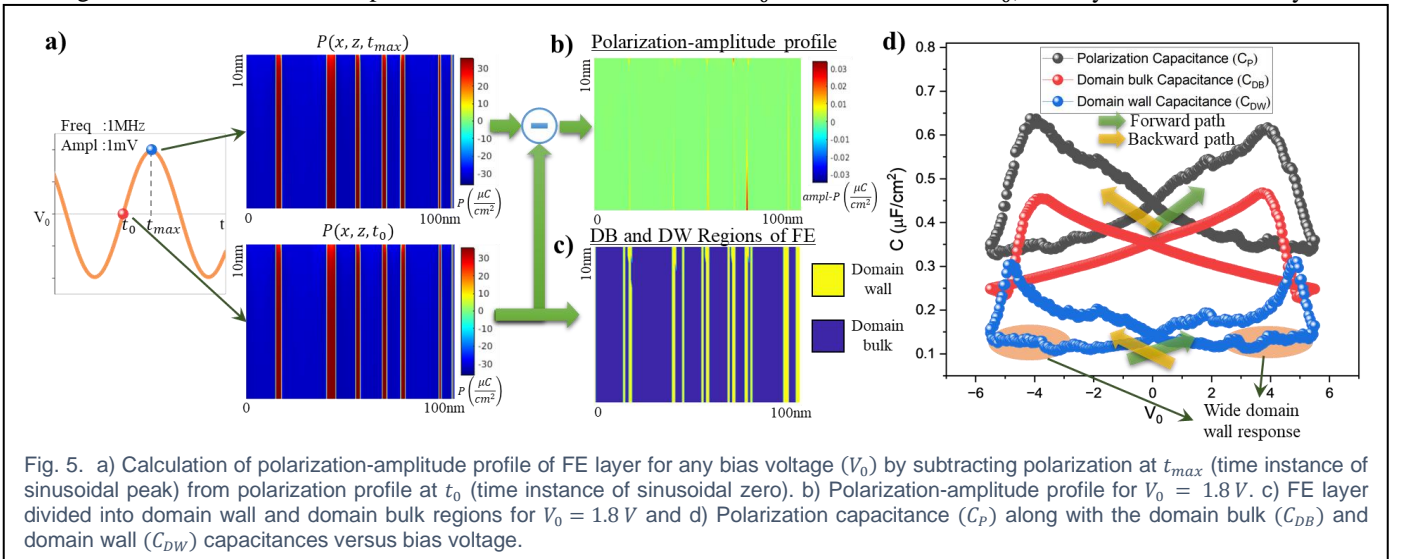 a)
P(x, z, t_max)
10nm
30
20
10
0
-10
-20
-30
P (μC/cm²)
0
100nm
Freq :1MHz
Ampl :1mV
V₀
t₀
t_max
t
P(x, z, t₀)
10nm
30
20
10
0
-10
-20
-30
P (μC/cm²)
0
100nm
b)
Polarization-amplitude profile
10nm
0.03
0.02
0.01
0
-0.01
-0.02
-0.03
ampl-P (μC/cm²)
0
100nm
c)
DB and DW Regions of FE
10nm
0
100nm
Domain
wall
Domain
bulk
d)
Polarization Capacitance (C_P)
Domain bulk Capacitance (C_DB)
Domain wall Capacitance (C_DW)
Forward path
Backward path
C (μF/cm²)
0.8
0.7
0.6
0.5
0.4
0.3
0.2
0.1
-6
-4
-2
0
2
4
6
V₀
Wide domain
wall response
Fig. 5. a) Calculation of polarization-amplitude profile of FE layer for any bias voltage (V₀) by subtracting polarization at t_max (time instance of
sinusoidal peak) from polarization profile at t₀ (time instance of sinusoidal zero). b) Polarization-amplitude profile for V₀ = 1.8 V. c) FE layer
divided into domain wall and domain bulk regions for V₀ = 1.8 V and d) Polarization capacitance (C_P) along with the domain bulk (C_DB) and
domain wall (C_DW) capacitances versus bias voltage.